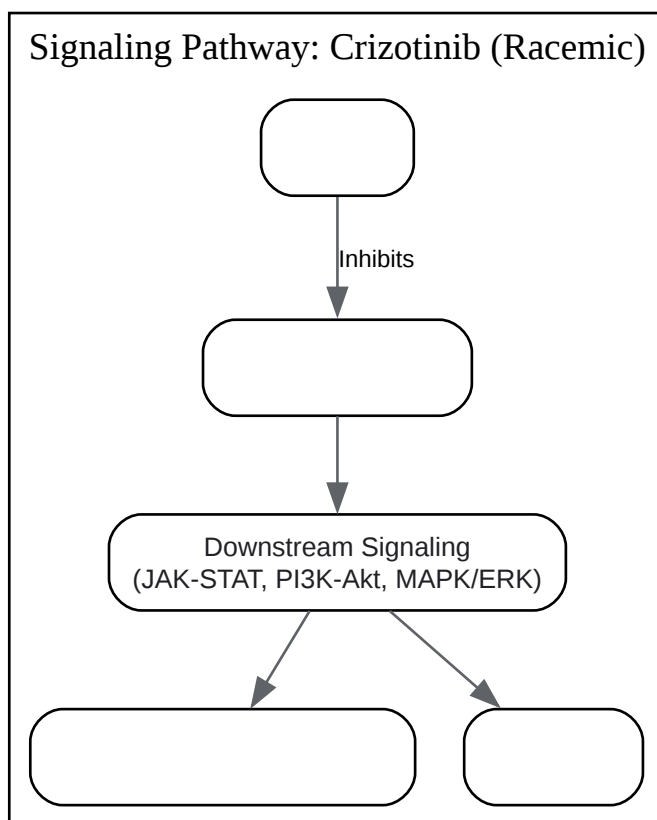 Signaling Pathway: Crizotinib (Racemic)
Inhibits
Downstream Signaling
(JAK-STAT, PI3K-Akt, MAPK/ERK)